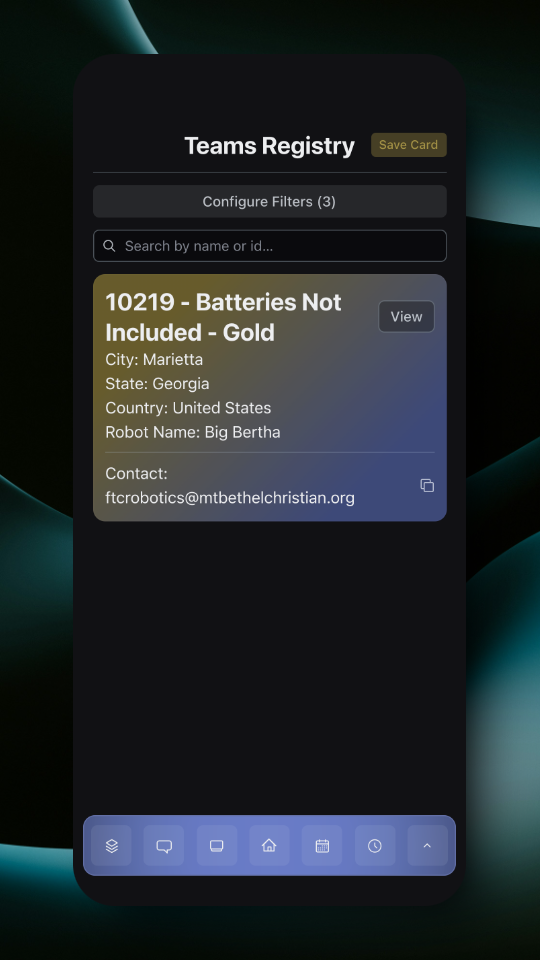 Teams Registry
Save Card
Configure Filters (3)
Search by name or id...
10219 - Batteries Not
Included - Gold
View
City: Marietta
State: Georgia
Country: United States
Robot Name: Big Bertha
Contact:
ftcrobotics@mtbethelchristian.org